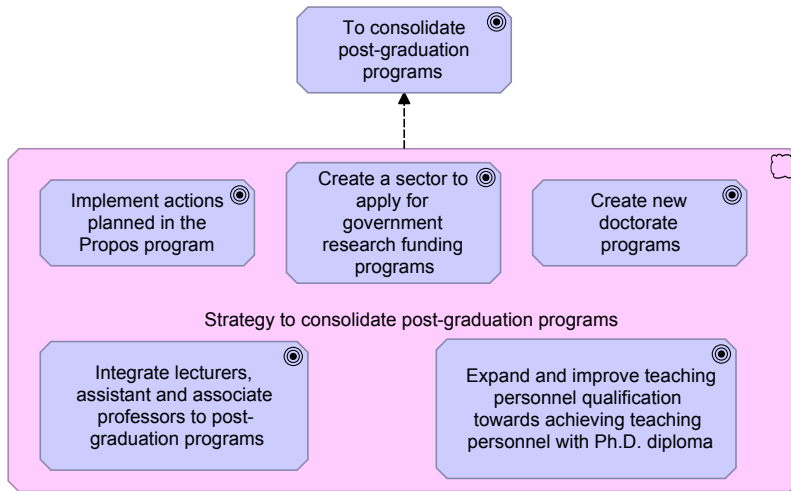 To consolidate
post-graduation
programs
Implement actions
planned in the
Propos program
Create a sector to
apply for
government
research funding
programs
Create new
doctorate
programs
Strategy to consolidate post-graduation programs
Integrate lecturers,
assistant and associate
professors to post-
graduation programs
Expand and improve teaching
personnel qualification
towards achieving teaching
personnel with Ph.D. diploma